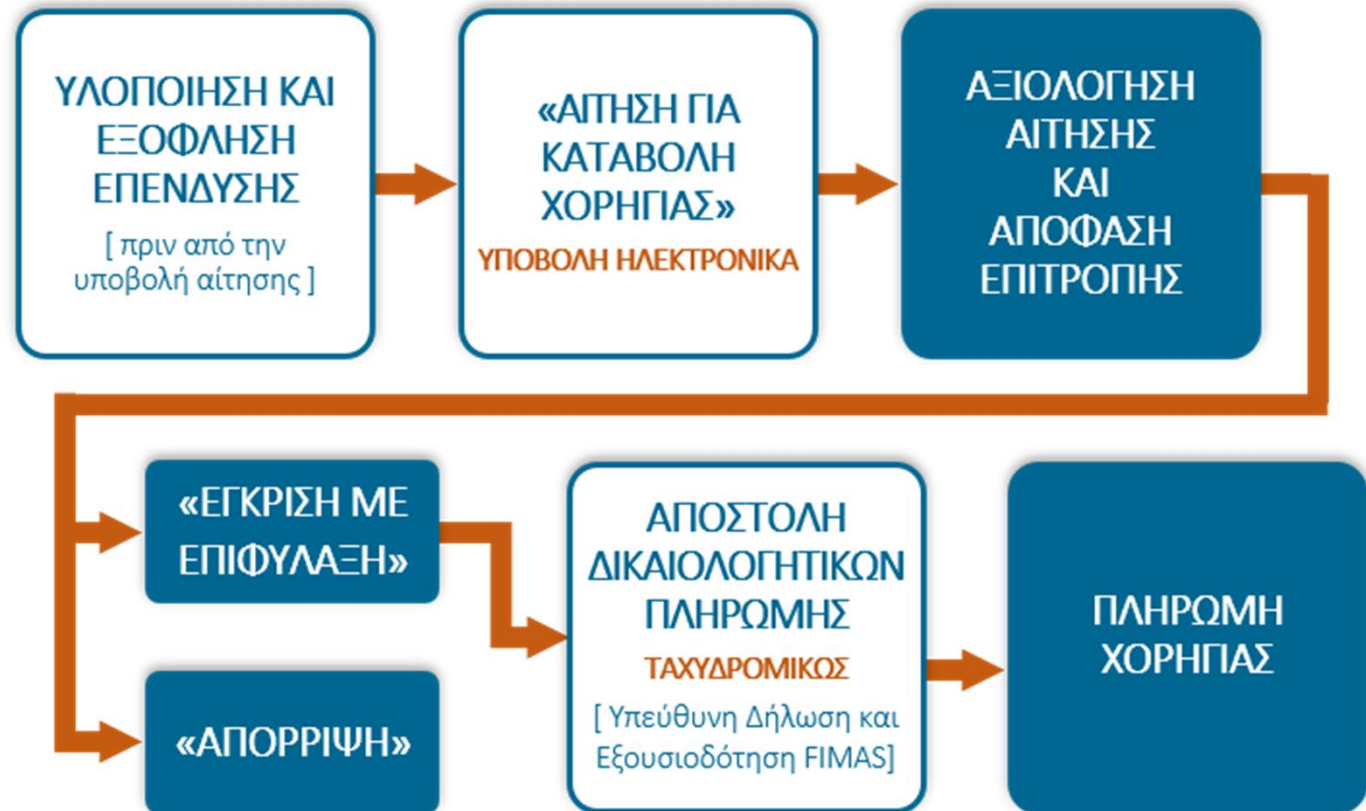 ΥΛΟΠΟΙΗΣΗ ΚΑΙ
ΕΞΟΦΛΗΣΗ
ΕΠΕΝΔΥΣΗΣ
[ πριν από την
υποβολή αίτησης ]
«ΑΙΤΗΣΗ ΓΙΑ
ΚΑΤΑΒΟΛΗ
ΧΟΡΗΓΙΑΣ»
ΥΠΟΒΟΛΗ ΗΛΕΚΤΡΟΝΙΚΑ
ΑΞΙΟΛΟΓΗΣΗ
ΑΙΤΗΣΗΣ
ΚΑΙ
ΑΠΟΦΑΣΗ
ΕΠΙΤΡΟΠΗΣ
«ΕΓΚΡΙΣΗ ΜΕ
ΕΠΙΦΥΛΑΞΗ»
«ΑΠΟΡΡΙΨΗ»
ΑΠΟΣΤΟΛΗ
ΔΙΚΑΙΟΛΟΓΗΤΙΚΩΝ
ΠΛΗΡΩΜΗΣ
ΤΑΧΥΔΡΟΜΙΚΩΣ
[ Υπεύθυνη Δήλωση και
Εξουσιοδότηση FIMAS]
ΠΛΗΡΩΜΗ
ΧΟΡΗΓΙΑΣ